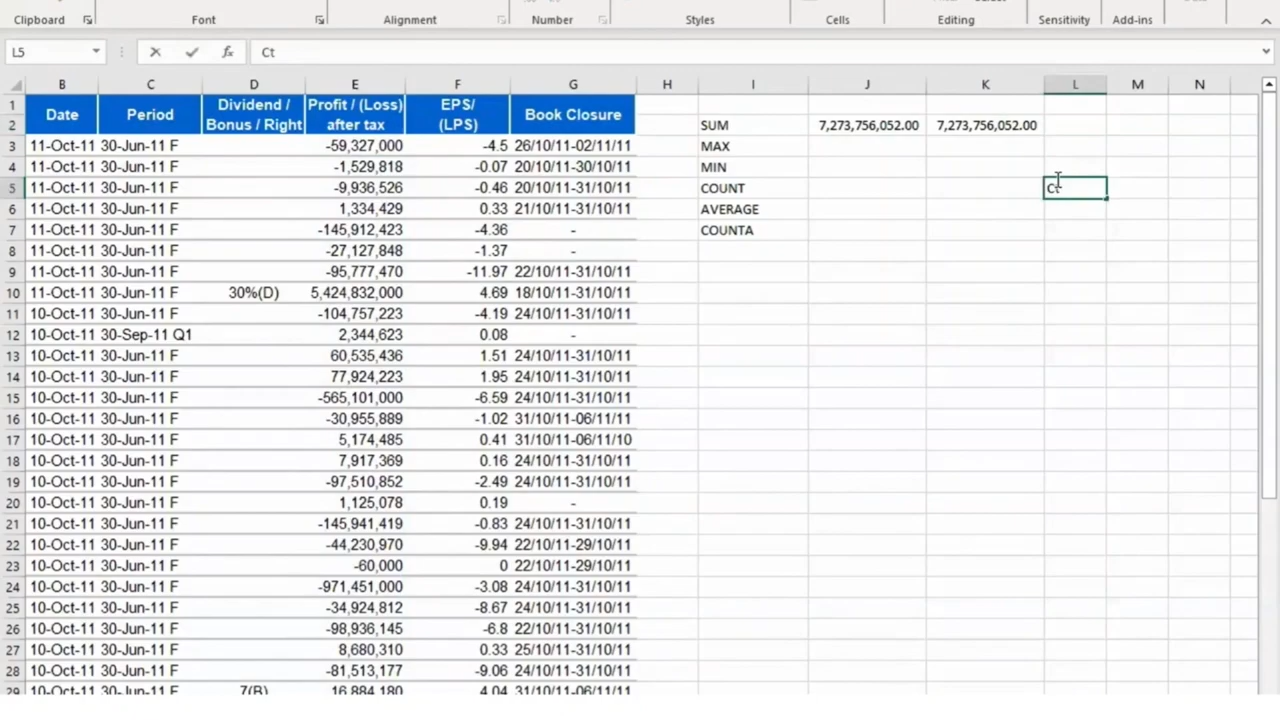 Clipboard Font Alignment Number Styles Cells Editing Sensitivity Add-ins
L5 Ct
B C D E F G H I J K L M N
1 Date Period Dividend / Bonus / Right Profit / (Loss) after tax EPS/ (LPS) Book Closure
2 SUM 7,273,756,052.00 7,273,756,052.00
3 11-Oct-11 30-Jun-11 F -59,327,000 -4.5 26/10/11-02/11/11 MAX
4 11-Oct-11 30-Jun-11 F -1,529,818 -0.07 20/10/11-30/10/11 MIN
5 11-Oct-11 30-Jun-11 F -9,936,526 -0.46 20/10/11-31/10/11 COUNT Ct
6 11-Oct-11 30-Jun-11 F 1,334,429 0.33 21/10/11-31/10/11 AVERAGE
7 11-Oct-11 30-Jun-11 F -145,912,423 -4.36 - COUNTA
8 11-Oct-11 30-Jun-11 F -27,127,848 -1.37 -
9 11-Oct-11 30-Jun-11 F -95,777,470 -11.97 22/10/11-31/10/11
10 11-Oct-11 30-Jun-11 F 30%(D) 5,424,832,000 4.69 18/10/11-31/10/11
11 10-Oct-11 30-Jun-11 F -104,757,223 -4.19 24/10/11-31/10/11
12 10-Oct-11 30-Sep-11 Q1 2,344,623 0.08 -
13 10-Oct-11 30-Jun-11 F 60,535,436 1.51 24/10/11-31/10/11
14 10-Oct-11 30-Jun-11 F 77,924,223 1.95 24/10/11-31/10/11
15 10-Oct-11 30-Jun-11 F -565,101,000 -6.59 24/10/11-31/10/11
16 10-Oct-11 30-Jun-11 F -30,955,889 -1.02 31/10/11-06/11/11
17 10-Oct-11 30-Jun-11 F 5,174,485 0.41 31/10/11-06/11/10
18 10-Oct-11 30-Jun-11 F 7,917,369 0.16 24/10/11-31/10/11
19 10-Oct-11 30-Jun-11 F -97,510,852 -2.49 24/10/11-31/10/11
20 10-Oct-11 30-Jun-11 F 1,125,078 0.19 -
21 10-Oct-11 30-Jun-11 F -145,941,419 -0.83 24/10/11-31/10/11
22 10-Oct-11 30-Jun-11 F -44,230,970 -9.94 22/10/11-29/10/11
23 10-Oct-11 30-Jun-11 F -60,000 0 22/10/11-29/10/11
24 10-Oct-11 30-Jun-11 F -971,451,000 -3.08 24/10/11-31/10/11
25 10-Oct-11 30-Jun-11 F -34,924,812 -8.67 24/10/11-31/10/11
26 10-Oct-11 30-Jun-11 F -98,936,145 -6.8 22/10/11-31/10/11
27 10-Oct-11 30-Jun-11 F 8,680,310 0.33 25/10/11-31/10/11
28 10-Oct-11 30-Jun-11 F -81,513,177 -9.06 24/10/11-31/10/11
29 10-Oct-11 30-Jun-11 F 7(B) 16,884,180 4.04 31/10/11-06/11/11